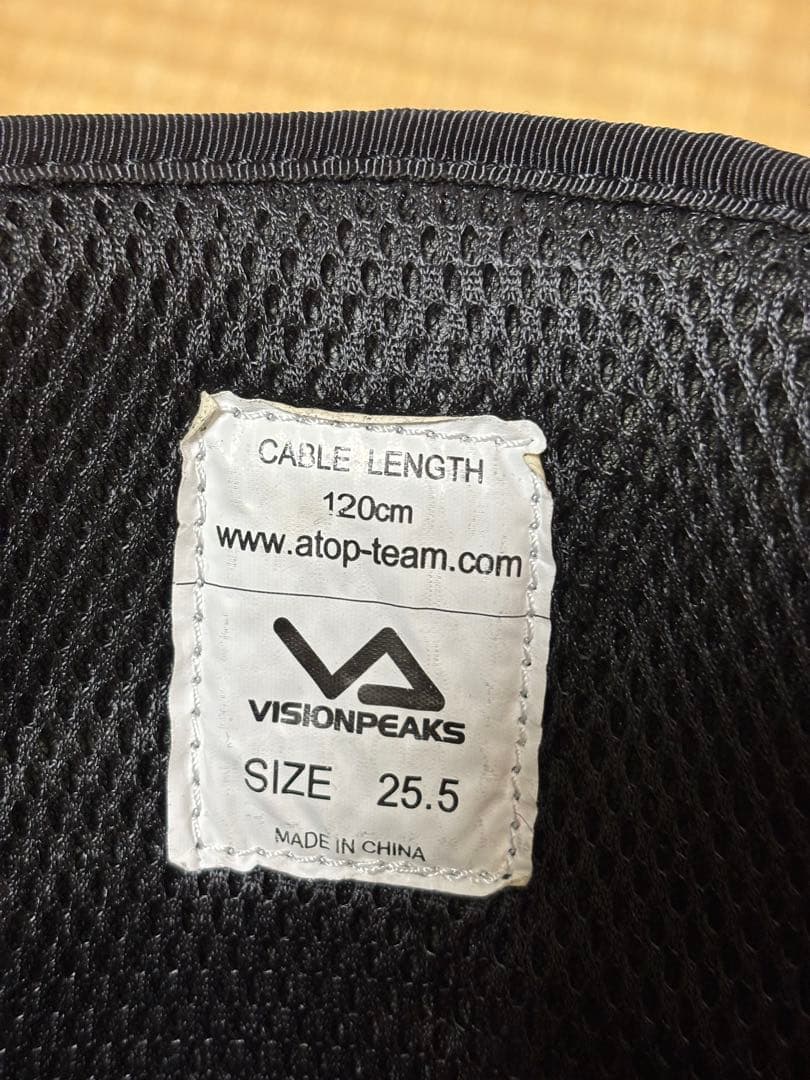 CABLE LENGTH
120cm
www.atop-team.com
VISIONPEAKS
SIZE 25.5
MADE IN CHINA